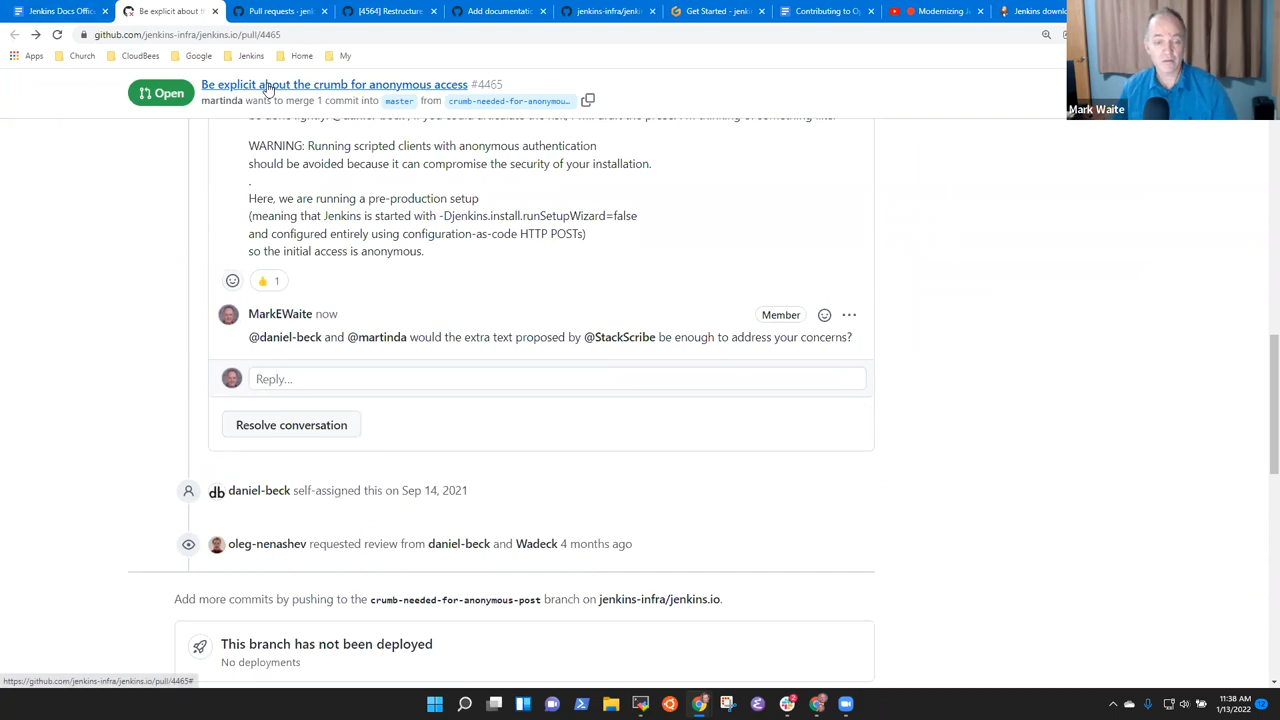 Jenkins Docs Office
Be explicit about th
Pull requests · jen
[4564] Restructure
Add documentatio
jenkins-infra/jenki
Get Started – jenki
Contributing to Op
Modernizing J
Jenkins downlo
github.com/jenkins-infra/jenkins.io/pull/4465
Apps
Church
CloudBees
Google
Jenkins
Home
My
Open
Be explicit about the crumb for anonymous access #4465
martinda wants to merge 1 commit into master from crumb-needed-for-anonymou…
WARNING: Running scripted clients with anonymous authentication
should be avoided because it can compromise the security of your installation.
.
Here, we are running a pre-production setup
(meaning that Jenkins is started with -Djenkins.install.runSetupWizard=false
and configured entirely using configuration-as-code HTTP POSTs)
so the initial access is anonymous.
1
MarkEWaite now
Member
@daniel-beck and @martinda would the extra text proposed by @StackScribe be enough to address your concerns?
Reply...
Resolve conversation
db daniel-beck self-assigned this on Sep 14, 2021
oleg-nenashev requested review from daniel-beck and Wadeck 4 months ago
Add more commits by pushing to the crumb-needed-for-anonymous-post branch on jenkins-infra/jenkins.io.
This branch has not been deployed
No deployments
https://github.com/jenkins-infra/jenkins.io/pull/4465#
Mark Waite
11:38 AM
1/13/2022